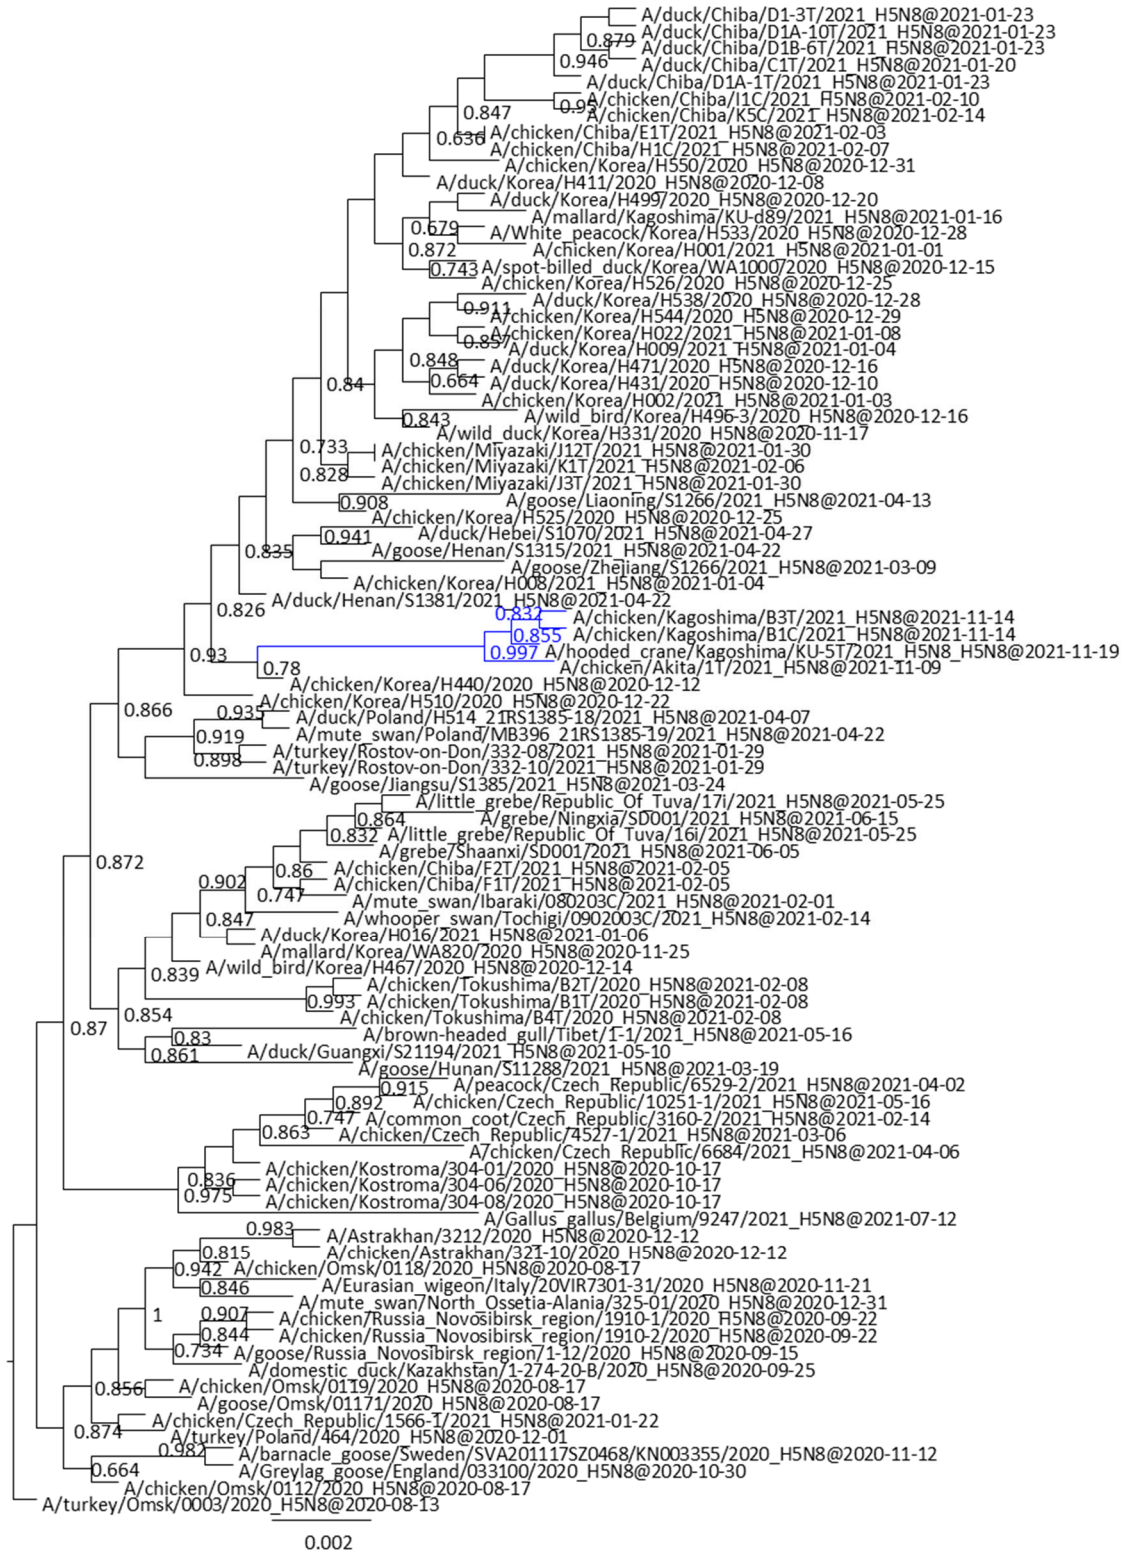 A/duck/Chiba/D1-3T/2021_H5N8@2021-01-23
A/duck/Chiba/D1A-10T/2021_H5N8@2021-01-23
0.879
A/duck/Chiba/D1B-6T/2021_H5N8@2021-01-23
0.946
A/duck/Chiba/C1T/2021_H5N8@2021-01-20
A/duck/Chiba/D1A-1T/2021_H5N8@2021-01-23
A/chicken/Chiba/I1C/2021_H5N8@2021-02-10
0.95
0.847
A/chicken/Chiba/K5C/2021_H5N8@2021-02-14
A/chicken/Chiba/E1T/2021_H5N8@2021-02-03
0.636
A/chicken/Chiba/H1C/2021_H5N8@2021-02-07
A/chicken/Korea/H550/2020_H5N8@2020-12-31
A/duck/Korea/H411/2020_H5N8@2020-12-08
A/duck/Korea/H499/2020_H5N8@2020-12-20
A/mallard/Kagoshima/KU-d89/2021_H5N8@2021-01-16
0.679
A/White_peacock/Korea/H533/2020_H5N8@2020-12-28
0.872
A/chicken/Korea/H001/2021_H5N8@2021-01-01
0.743
A/spot-billed_duck/Korea/WA1000/2020_H5N8@2020-12-15
A/chicken/Korea/H526/2020_H5N8@2020-12-25
A/duck/Korea/H538/2020_H5N8@2020-12-28
0.911
A/chicken/Korea/H544/2020_H5N8@2020-12-29
A/chicken/Korea/H022/2021_H5N8@2021-01-08
0.857
A/duck/Korea/H009/2021_H5N8@2021-01-04
0.848
A/duck/Korea/H471/2020_H5N8@2020-12-16
0.84
0.664
A/duck/Korea/H431/2020_H5N8@2020-12-10
A/chicken/Korea/H002/2021_H5N8@2021-01-03
0.843
A/wild_bird/Korea/H496-3/2020_H5N8@2020-12-16
A/wild_duck/Korea/H331/2020_H5N8@2020-11-17
0.733
A/chicken/Miyazaki/J12T/2021_H5N8@2021-01-30
A/chicken/Miyazaki/K1T/2021_H5N8@2021-02-06
0.828
A/chicken/Miyazaki/J3T/2021_H5N8@2021-01-30
0.908
A/goose/Liaoning/S1266/2021_H5N8@2021-04-13
A/chicken/Korea/H525/2020_H5N8@2020-12-25
0.941
A/duck/Hebei/S1070/2021_H5N8@2021-04-27
0.835
A/goose/Henan/S1315/2021_H5N8@2021-04-22
A/goose/Zhejiang/S1266/2021_H5N8@2021-03-09
A/chicken/Korea/H008/2021_H5N8@2021-01-04
0.826
A/duck/Henan/S1381/2021_H5N8@2021-04-22
0.832
A/chicken/Kagoshima/B3T/2021_H5N8@2021-11-14
0.855
A/chicken/Kagoshima/B1C/2021_H5N8@2021-11-14
0.93
0.997
A/hooded_crane/Kagoshima/KU-5T/2021_H5N8_H5N8@2021-11-19
0.78
A/chicken/Akita/1T/2021_H5N8@2021-11-09
A/chicken/Korea/H440/2020_H5N8@2020-12-12
A/chicken/Korea/H510/2020_H5N8@2020-12-22
0.866
0.935
A/duck/Poland/H514_21RS1385-18/2021_H5N8@2021-04-07
0.919
A/mute_swan/Poland/MB396_21RS1385-19/2021_H5N8@2021-04-22
A/turkey/Rostov-on-Don/332-087/2021_H5N8@2021-01-29
0.898
A/turkey/Rostov-on-Don/332-10/2021_H5N8@2021-01-29
A/goose/Jiangsu/S1385/2021_H5N8@2021-03-24
A/little_grebe/Republic_Of_Tuva/17i/2021_H5N8@2021-05-25
0.864
A/grebe/Ningxia/SD001/2021_H5N8@2021-06-15
0.832
A/little_grebe/Republic_Of_Tuva/16i/2021_H5N8@2021-05-25
A/grebe/Shaanxi/SD001/2021_H5N8@2021-06-05
0.872
0.86
A/chicken/Chiba/F2T/2021_H5N8@2021-02-05
0.902
A/chicken/Chiba/F1T/2021_H5N8@2021-02-05
0.747
A/mute_swan/Ibaraki/080203C/2021_H5N8@2021-02-01
0.847
A/whooper_swan/Tochigi/0902003C/2021_H5N8@2021-02-14
A/duck/Korea/H016/2021_H5N8@2021-01-06
A/mallard/Korea/WA820/2020_H5N8@2020-11-25
0.839
A/wild_bird/Korea/H467/2020_H5N8@2020-12-14
A/chicken/Tokushima/B2T/2020_H5N8@2021-02-08
0.993
A/chicken/Tokushima/B1T/2020_H5N8@2021-02-08
0.854
A/chicken/Tokushima/B4T/2020_H5N8@2021-02-08
0.87
0.83
A/brown-headed_gull/Tibet/1-1/2021_H5N8@2021-05-16
0.861
A/duck/Guangxi/S21194/2021_H5N8@2021-05-10
A/goose/Hunan/S11288/2021_H5N8@2021-03-19
0.915
A/peacock/Czech_Republic/6529-2/2021_H5N8@2021-04-02
0.892
A/chicken/Czech_Republic/10251-1/2021_H5N8@2021-05-16
0.747
A/common_coot/Czech_Republic/3160-2/2021_H5N8@2021-02-14
0.863
A/chicken/Czech_Republic/4527-1/2021_H5N8@2021-03-06
A/chicken/Czech_Republic/6684/2021_H5N8@2021-04-06
A/chicken/Kostroma/304-01/2020_H5N8@2020-10-17
0.836
A/chicken/Kostroma/304-06/2020_H5N8@2020-10-17
0.975
A/chicken/Kostroma/304-08/2020_H5N8@2020-10-17
A/Gallus_gallus/Belgium/9247/2021_H5N8@2021-07-12
0.983
A/Astrakhan/3212/2020_H5N8@2020-12-12
0.815
A/chicken/Astrakhan/321-10/2020_H5N8@2020-12-12
0.942
A/chicken/Omsk/0118/2020_H5N8@2020-08-17
0.846
A/Eurasian_wigeon/Italy/20VIR7301-31/2020_H5N8@2020-11-21
A/mute_swan/North_Ossetia-Alania/325-01/2020_H5N8@2020-12-31
1
0.907
A/chicken/Russia_Novosibirsk_region/1910-1/2020_H5N8@2020-09-22
0.844
A/chicken/Russia_Novosibirsk_region/1910-2/2020_H5N8@2020-09-22
0.734
A/goose/Russia_Novosibirsk_region/1-12/2020_H5N8@2020-09-15
A/domestic_duck/Kazakhstan/1-274-20-B/2020_H5N8@2020-09-25
0.856
A/chicken/Omsk/0119/2020_H5N8@2020-08-17
A/goose/Omsk/01171/2020_H5N8@2020-08-17
A/chicken/Czech_Republic/1566-1/2021_H5N8@2021-01-22
0.874
A/turkey/Poland/464/2020_H5N8@2020-12-01
0.982
A/barnacle_goose/Sweden/SVA201117SZ0468/KN003355/2020_H5N8@2020-11-12
0.664
A/Greylag_goose/England/033100/2020_H5N8@2020-10-30
A/chicken/Omsk/0112/2020_H5N8@2020-08-17
A/turkey/Omsk/0003/2020_H5N8@2020-08-13
0.002